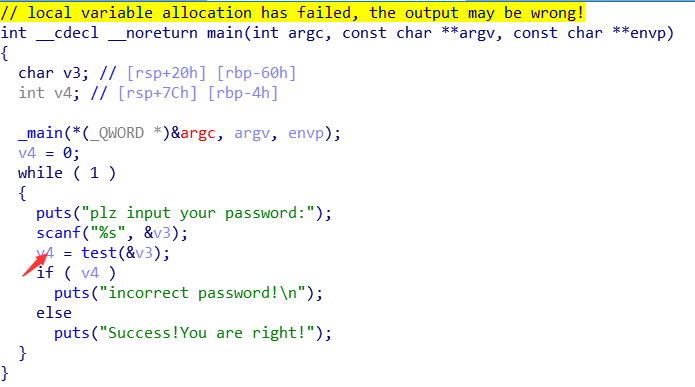 // local variable allocation has failed, the output may be wrong!
int __cdecl __noreturn main(int argc, const char **argv, const char **envp)
{
  char v3; // [rsp+20h] [rbp-60h]
  int v4; // [rsp+7Ch] [rbp-4h]

  _main(*(_QWORD *)&argc, argv, envp);
  v4 = 0;
  while ( 1 )
  {
    puts("plz input your password:");
    scanf("%s", &v3);
    v4 = test(&v3);
    if ( v4 )
      puts("incorrect password!\n");
    else
      puts("Success!You are right!");
  }
}